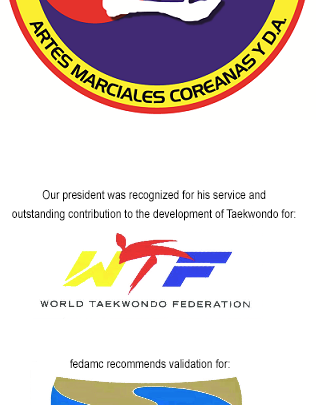 ARTES MARCIALES COREANAS Y D.A.
Our president was recognized for his service and
outstanding contribution to the development of Taekwondo for:
WTF
WORLD TAEKWONDO FEDERATION
fedamc recommends validation for: